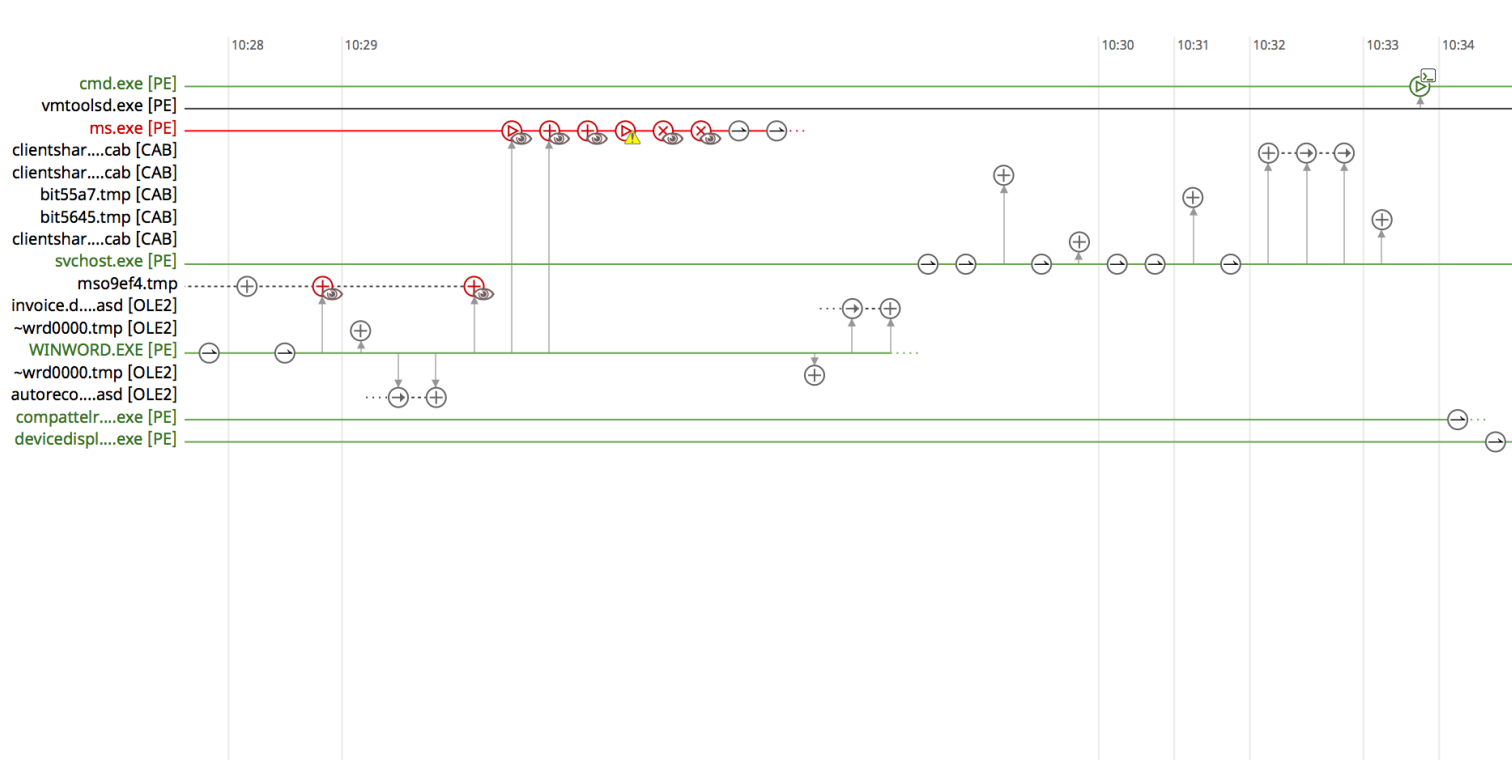 10:28 10:29 10:30 10:31 10:32 10:33 10:34
cmd.exe [PE]
vmtoolsd.exe [PE]
ms.exe [PE]
clientshar....cab [CAB]
clientshar....cab [CAB]
bit55a7.tmp [CAB]
bit5645.tmp [CAB]
clientshar....cab [CAB]
svchost.exe [PE]
mso9ef4.tmp
invoice.d....asd [OLE2]
~wrd0000.tmp [OLE2]
WINWORD.EXE [PE]
~wrd0000.tmp [OLE2]
autoreco....asd [OLE2]
compattelr....exe [PE]
devicedispl....exe [PE]